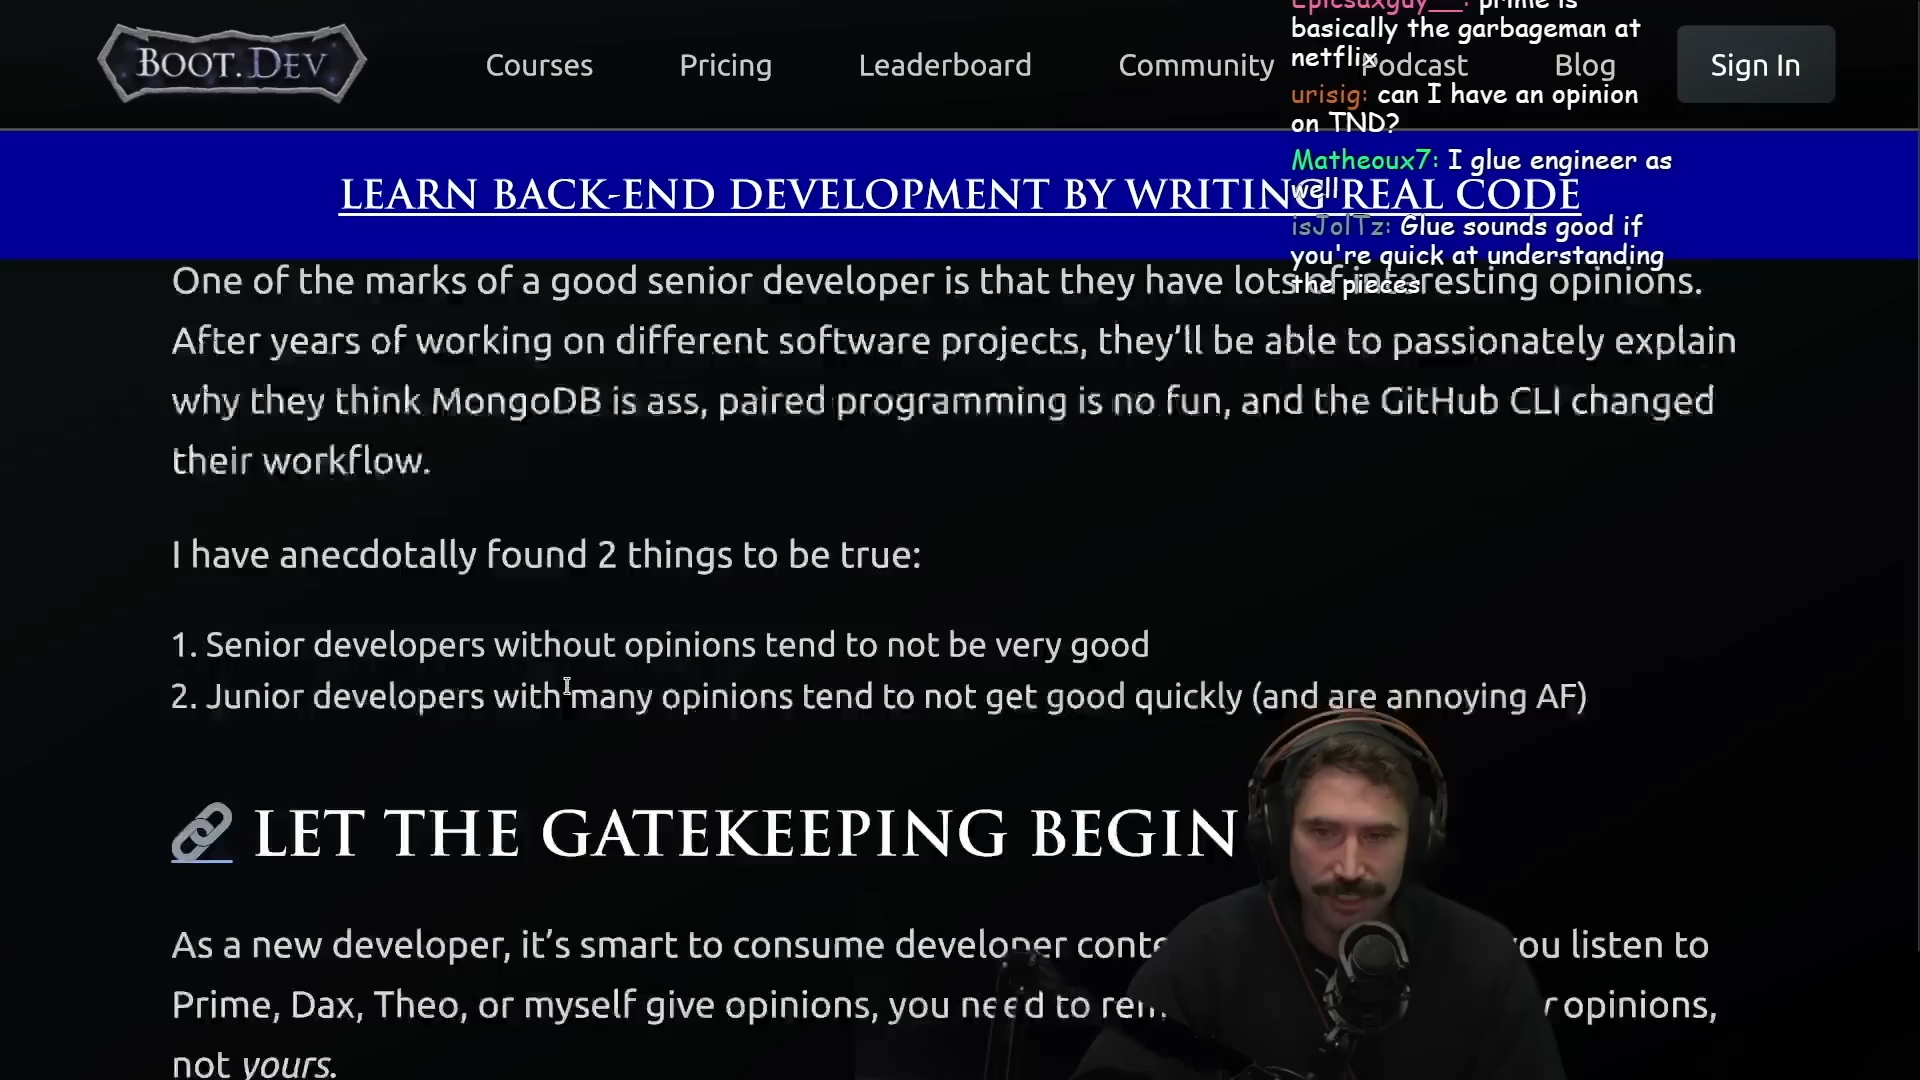 BOOT.DEV
Courses
Pricing
Leaderboard
Community
Podcast
Blog
Sign In
prime is
basically the garbageman at
netflix
urisig: can I have an opinion
on TND?
Matheoux7: I glue engineer as
well
isJolTz: Glue sounds good if
you're quick at understanding
the pieces
LEARN BACK-END DEVELOPMENT BY WRITING REAL CODE
One of the marks of a good senior developer is that they have lots of interesting opinions.
After years of working on different software projects, they'll be able to passionately explain
why they think MongoDB is ass, paired programming is no fun, and the GitHub CLI changed
their workflow.
I have anecdotally found 2 things to be true:
1. Senior developers without opinions tend to not be very good
2. Junior developers with many opinions tend to not get good quickly (and are annoying AF)
LET THE GATEKEEPING BEGIN
As a new developer, it's smart to consume developer you listen to
Prime, Dax, Theo, or myself give opinions, you need to opinions,
not yours.